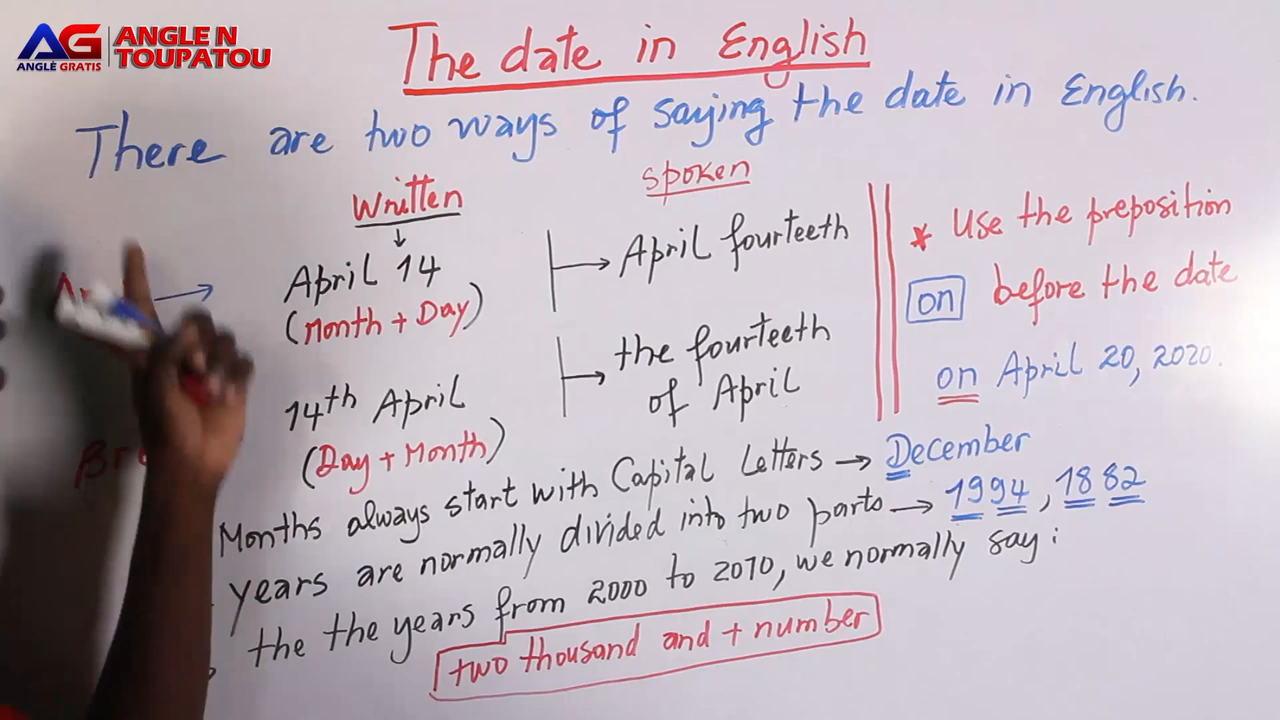 AG
ANGLÈ GRATIS
ANGLE N
TOUPATOU
The date in English
There are two ways of saying the date in English.
Written
spoken
April 14
April fourteeth
(Month + Day)
14th April
the fourteeth
of April
(Day + Month)
* Use the preposition
on before the date
on April 20, 2020.
Months always start with Capital Letters → December
years are normally divided into two parts → 1994, 1882
the the years from 2000 to 2010, we normally say:
two thousand and + number